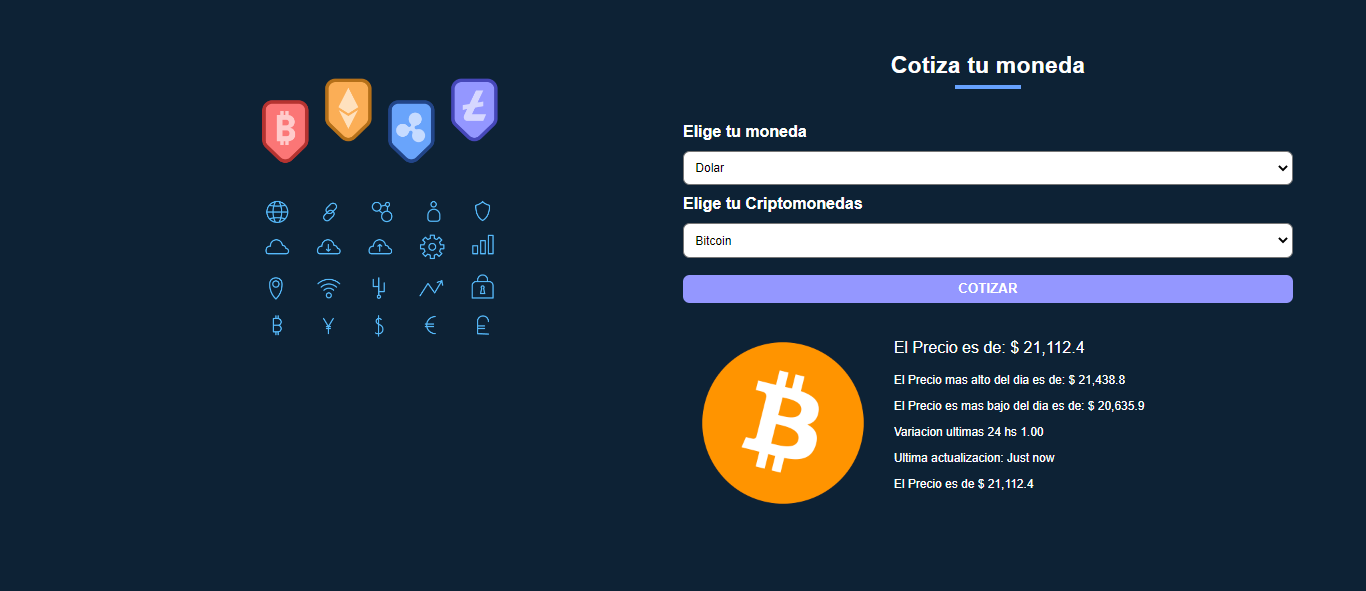 Cotiza tu moneda
Elige tu moneda
Dolar
Elige tu Criptomonedas
Bitcoin
COTIZAR
El Precio es de: $ 21,112.4
El Precio mas alto del dia es de: $ 21,438.8
El Precio es mas bajo del dia es de: $ 20,635.9
Variacion ultimas 24 hs 1.00
Ultima actualizacion: Just now
El Precio es de $ 21,112.4